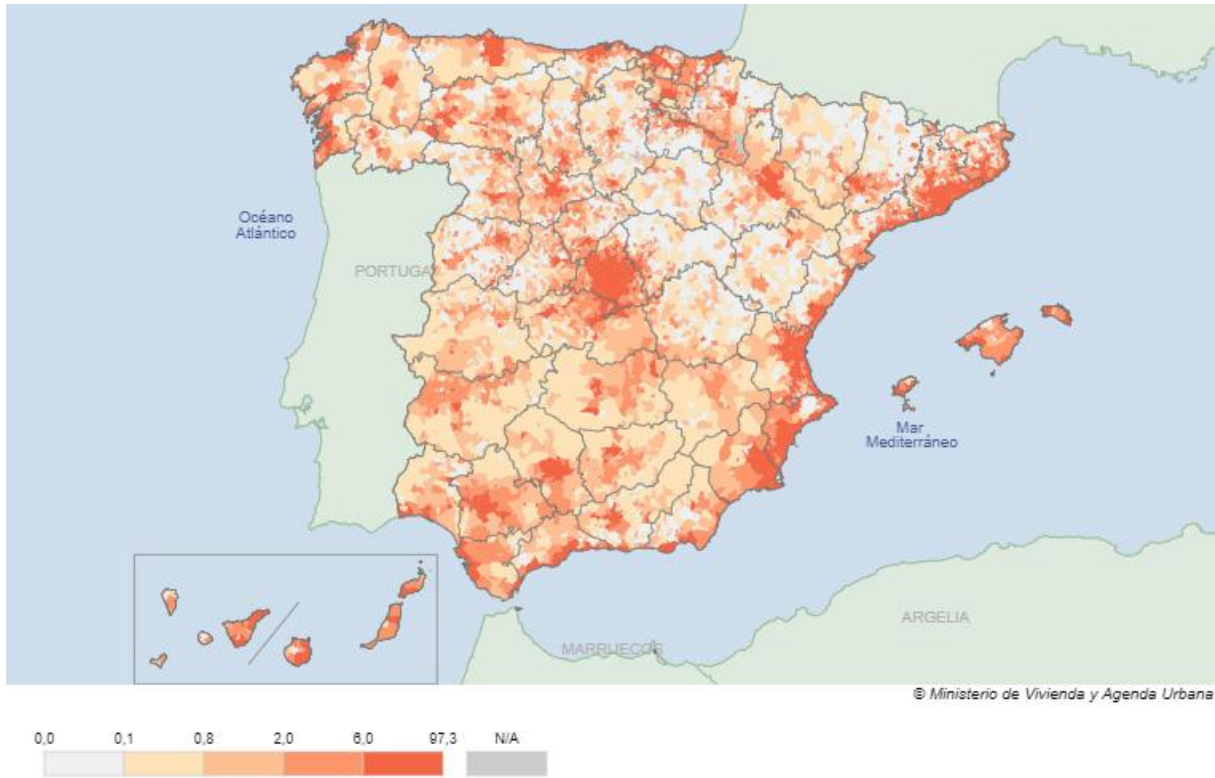 Océano
Atlántico
PORTUGAL
Mar
Mediterráneo
ARGELIA
MARRUECOS
© Ministerio de Vivienda y Agenda Urbana
0,0 0,1 0,8 2,0 6,0 97,3 N/A